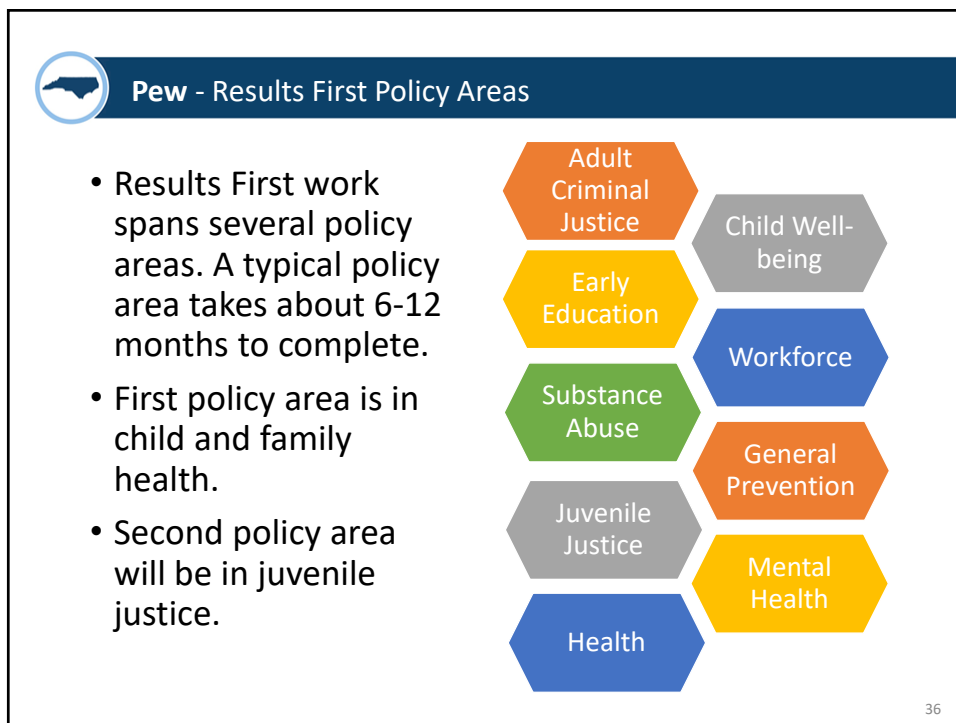 Pew - Results First Policy Areas
• Results First work
spans several policy
areas. A typical policy
area takes about 6-12
months to complete.
• First policy area is in
child and family
health.
• Second policy area
will be in juvenile
justice.
Adult
Criminal
Justice
Child Well-
being
Early
Education
Workforce
Substance
Abuse
General
Prevention
Juvenile
Justice
Mental
Health
Health
36